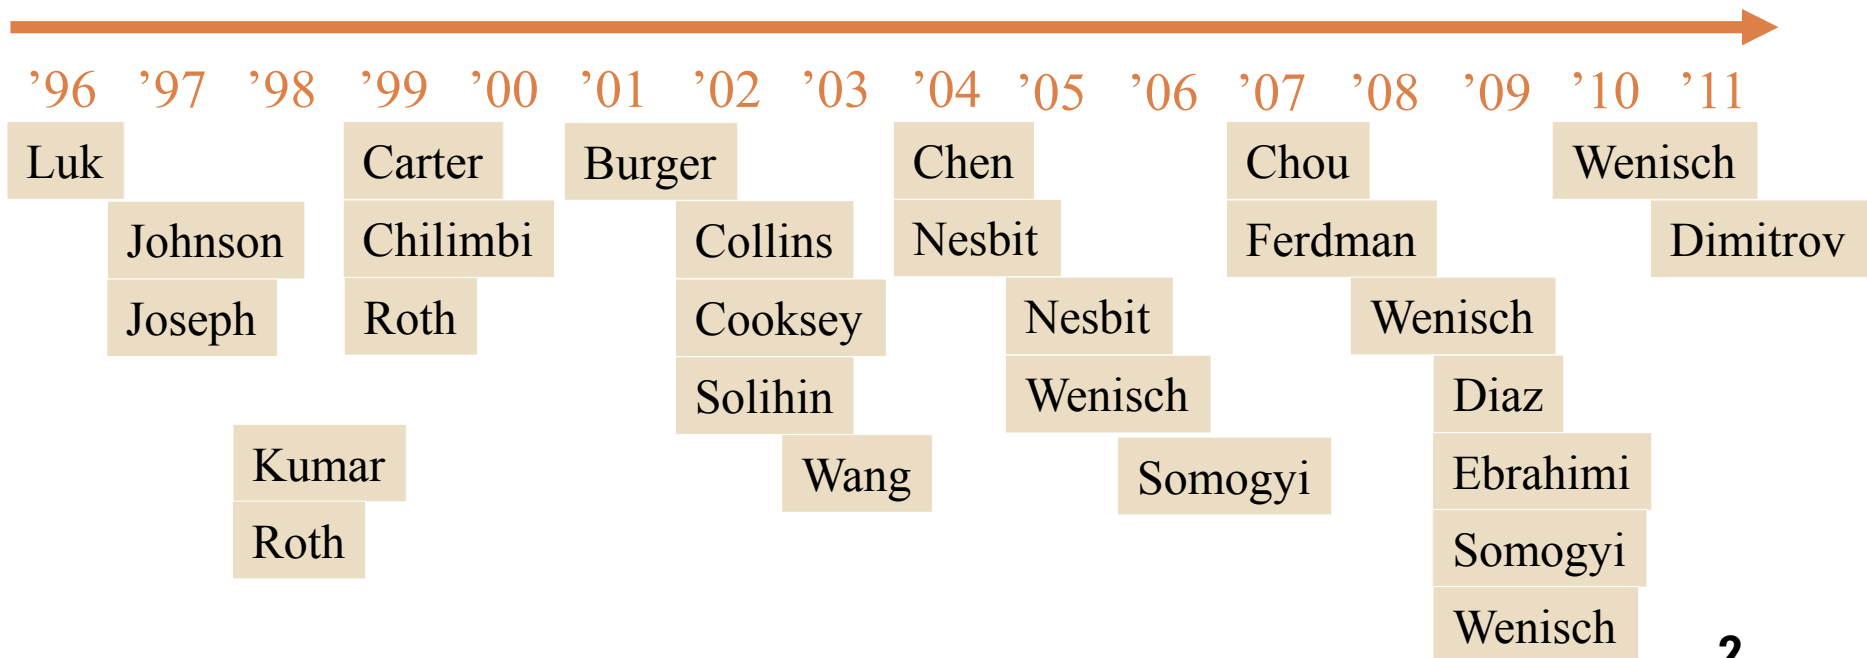 ’96 ’97 ’98 ’99 ’00 ’01 ’02 ’03 ’04 ’05 ’06 ’07 ’08 ’09 ’10 ’11
Luk Carter Burger Chen Chou Wenisch
Johnson Chilimbi Collins Nesbit Ferdman Dimitrov
Joseph Roth Cooksey Nesbit Wenisch
Solihin Wenisch Diaz
Kumar Wang Somogyi Ebrahimi
Roth Somogyi
Wenisch
2